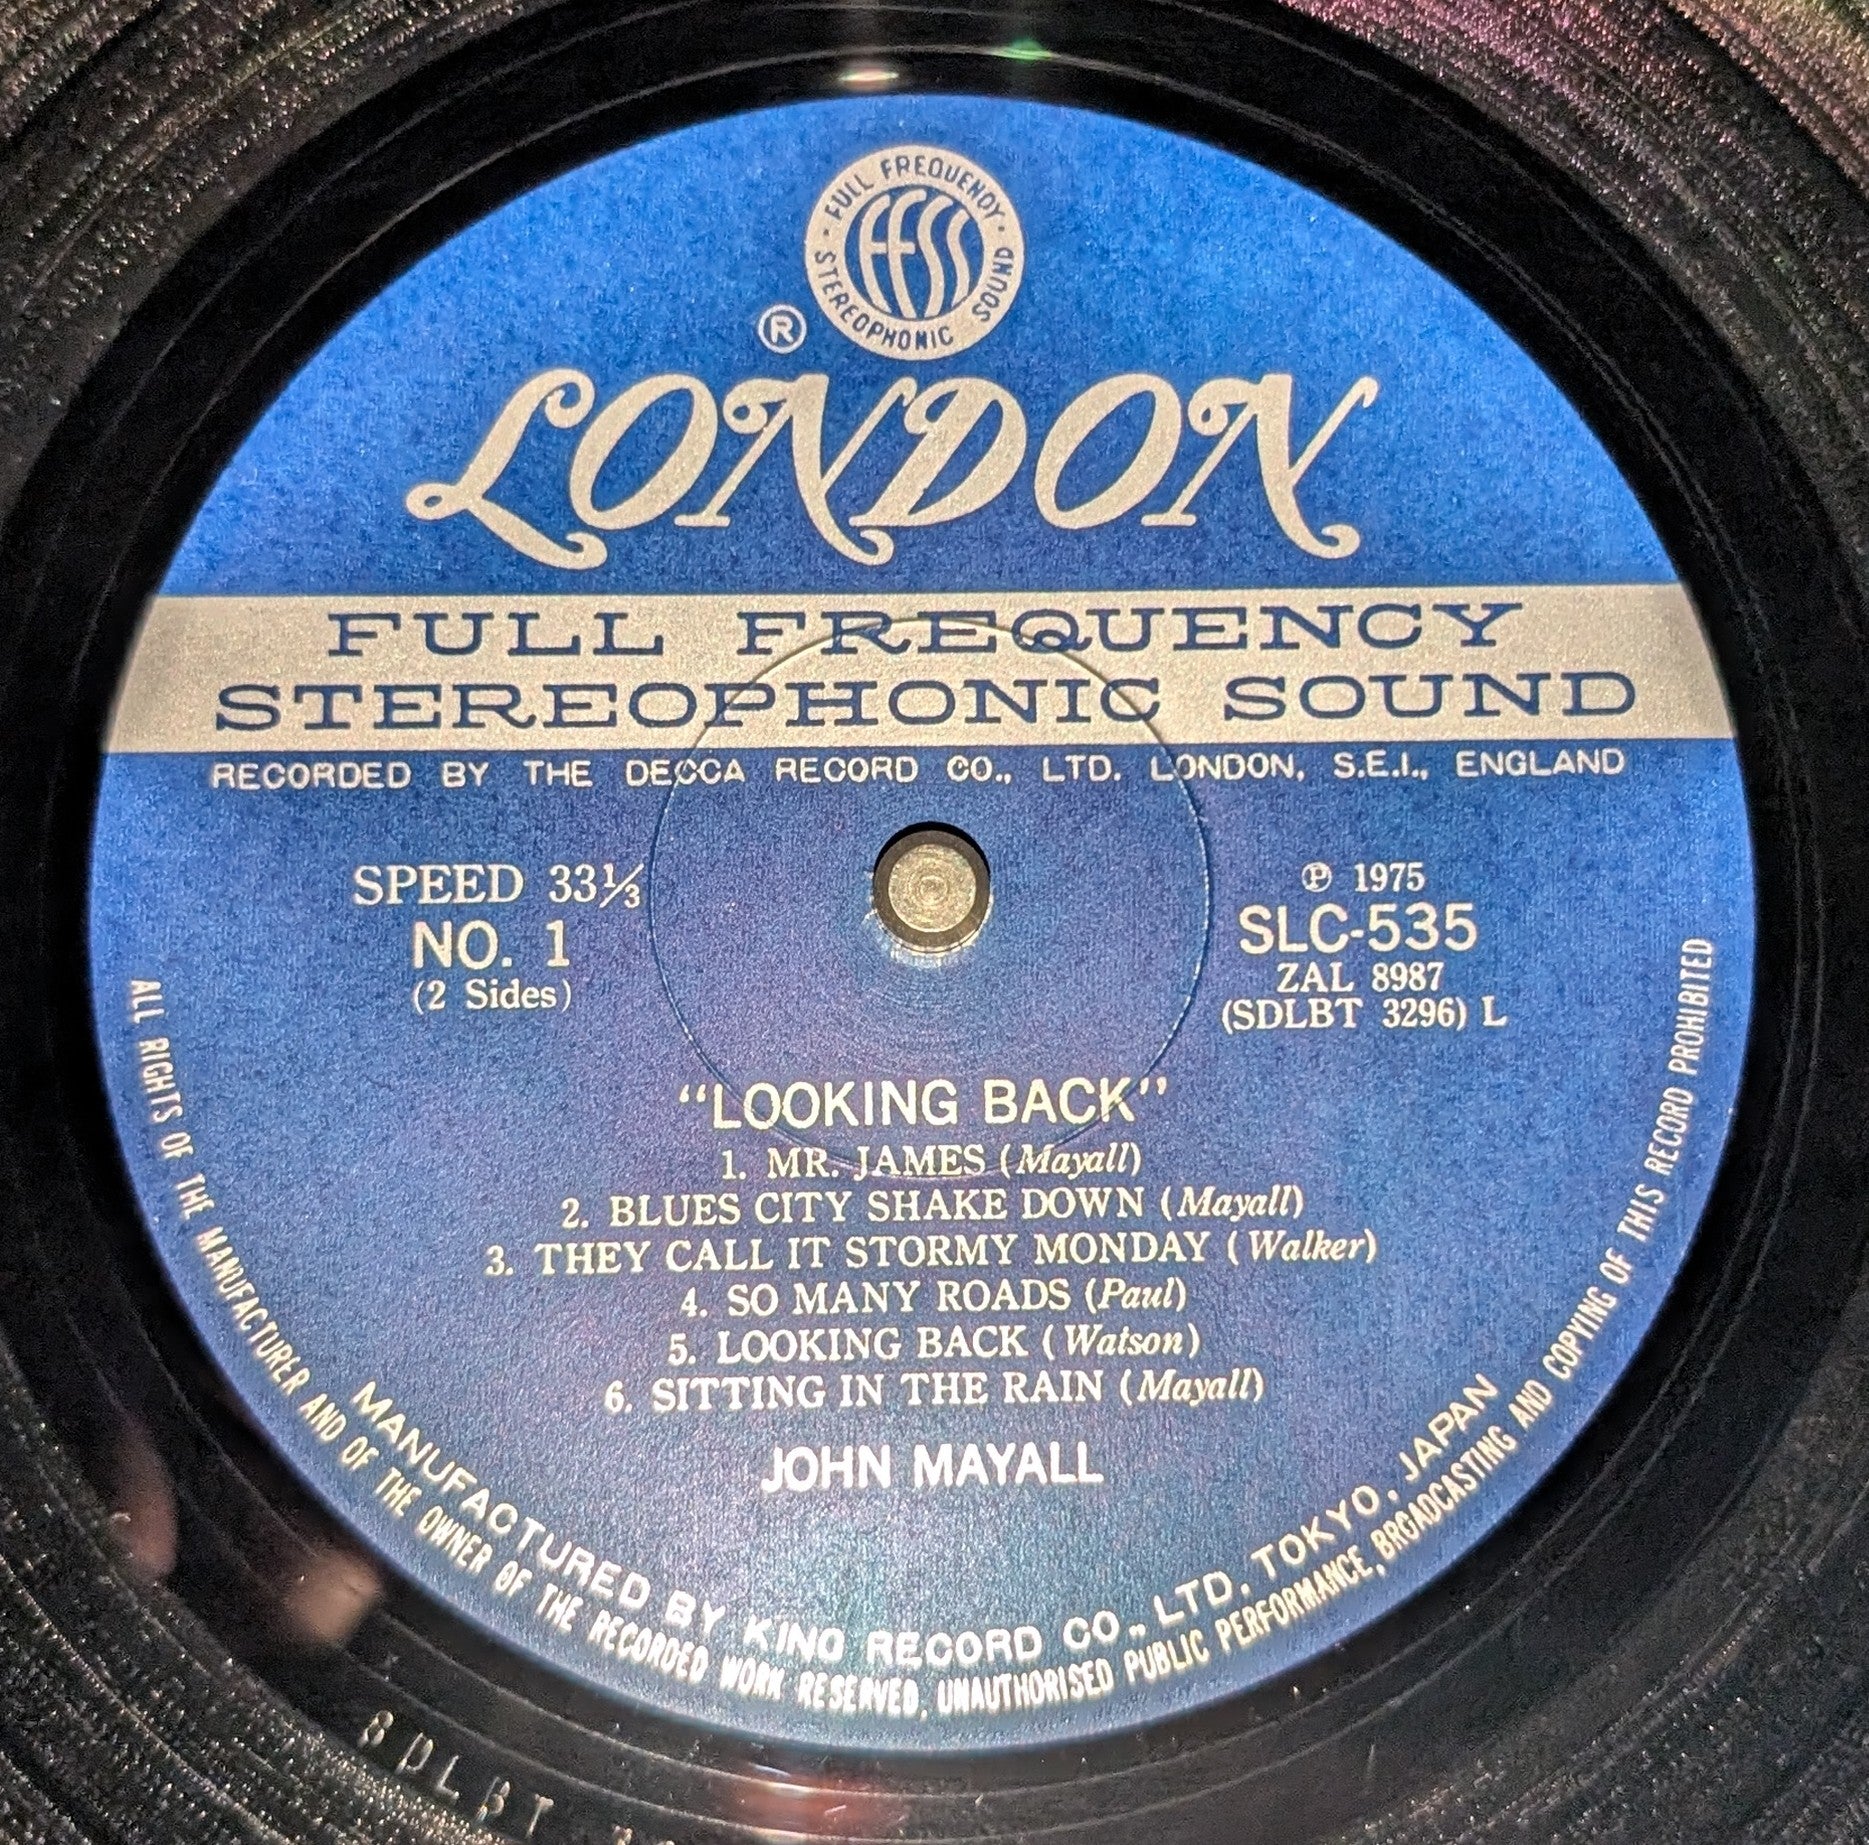 FULL FREQUENCY
STEREOPHONIC SOUND
FFSS
®
LONDON
FULL FREQUENCY
STEREOPHONIC SOUND
RECORDED BY THE DECCA RECORD CO., LTD. LONDON, S.E.I., ENGLAND
SPEED 33⅓
NO. 1
(2 Sides)
℗ 1975
SLC-535
ZAL 8987
(SDLBT 3296) L
"LOOKING BACK"
1. MR. JAMES (Mayall)
2. BLUES CITY SHAKE DOWN (Mayall)
3. THEY CALL IT STORMY MONDAY (Walker)
4. SO MANY ROADS (Paul)
5. LOOKING BACK (Watson)
6. SITTING IN THE RAIN (Mayall)
JOHN MAYALL
MANUFACTURED BY KING RECORD CO., LTD. TOKYO, JAPAN
ALL RIGHTS OF THE MANUFACTURER AND OF THE OWNER OF THE RECORDED WORK RESERVED, UNAUTHORISED PUBLIC PERFORMANCE, BROADCASTING AND COPYING OF THIS RECORD PROHIBITED